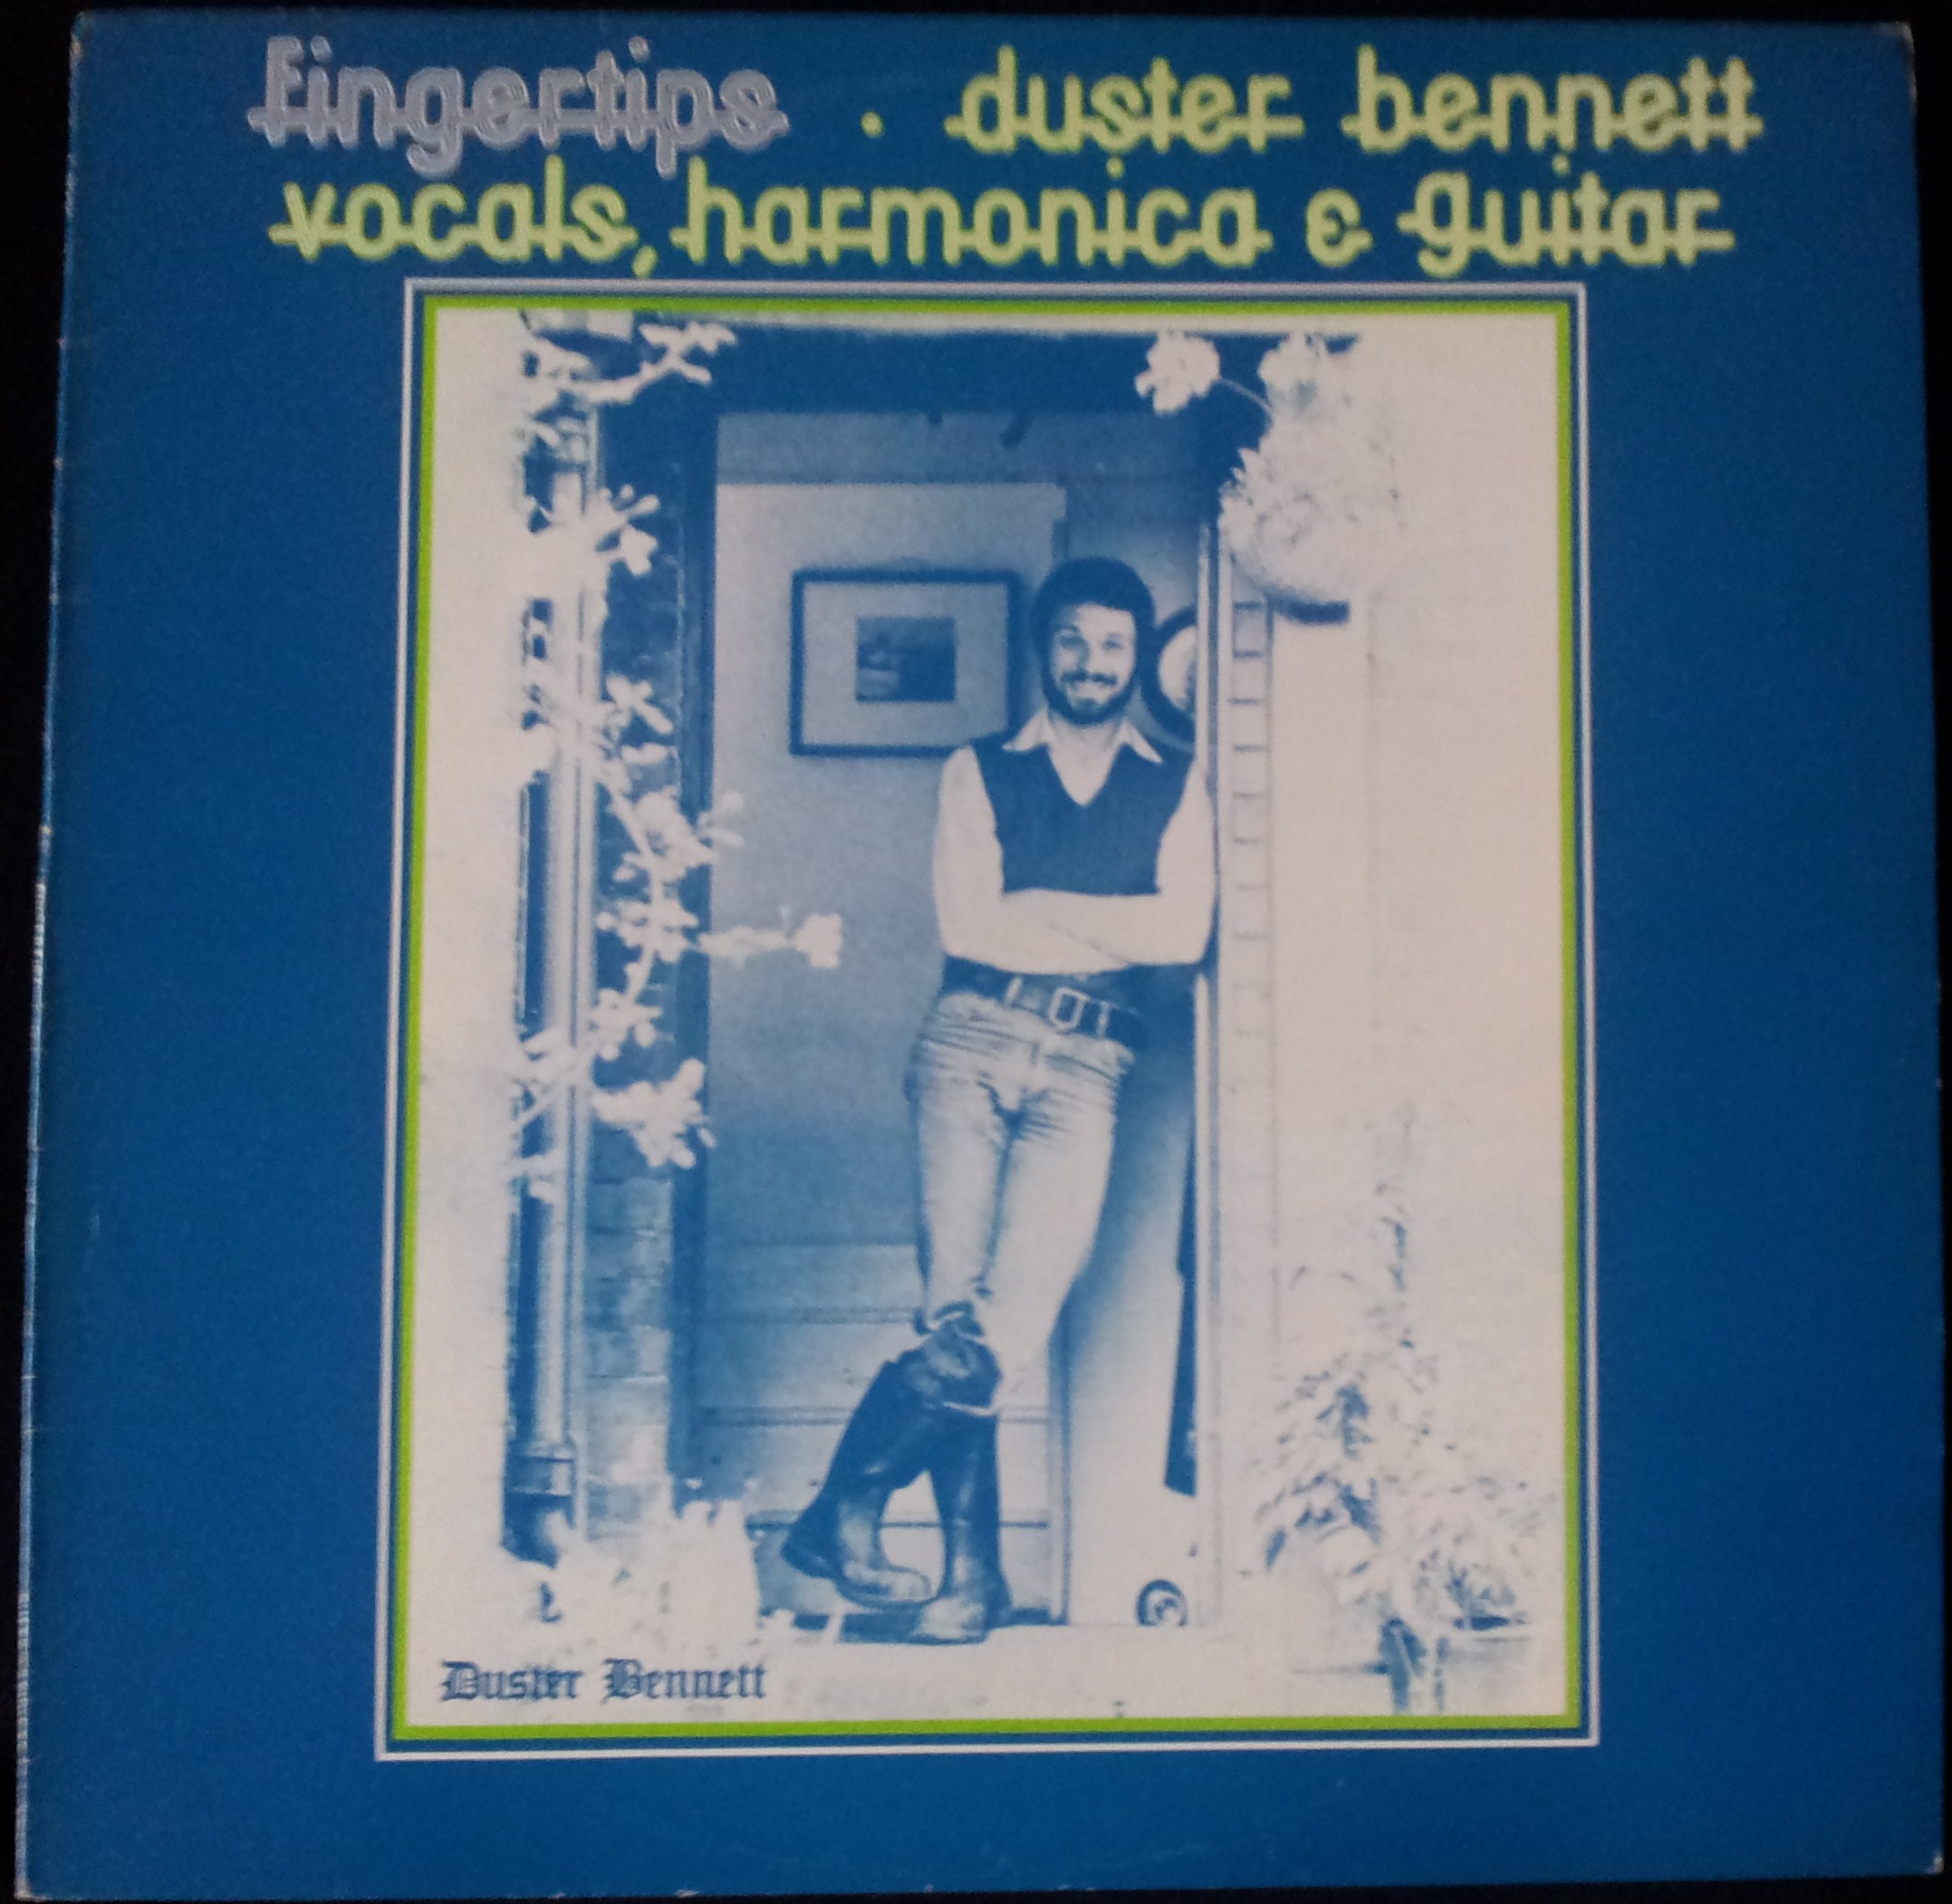 fingertips · duster bennett
vocals, harmonica & guitar
Duster Bennett